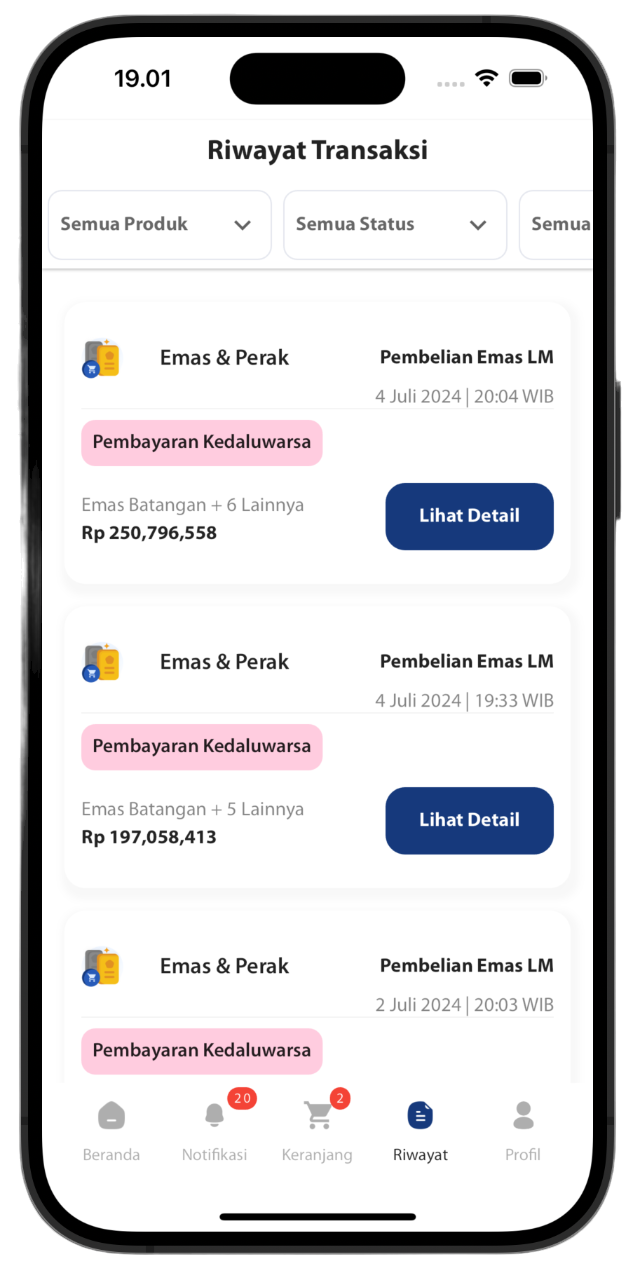 19.01
Riwayat Transaksi
Semua Produk
Semua Status
Semua
Emas & Perak
Pembelian Emas LM
4 Juli 2024 | 20:04 WIB
Pembayaran Kedaluwarsa
Emas Batangan + 6 Lainnya
Rp 250,796,558
Lihat Detail
Emas & Perak
Pembelian Emas LM
4 Juli 2024 | 19:33 WIB
Pembayaran Kedaluwarsa
Emas Batangan + 5 Lainnya
Rp 197,058,413
Lihat Detail
Emas & Perak
Pembelian Emas LM
2 Juli 2024 | 20:03 WIB
Pembayaran Kedaluwarsa
20
2
Beranda
Notifikasi
Keranjang
Riwayat
Profil